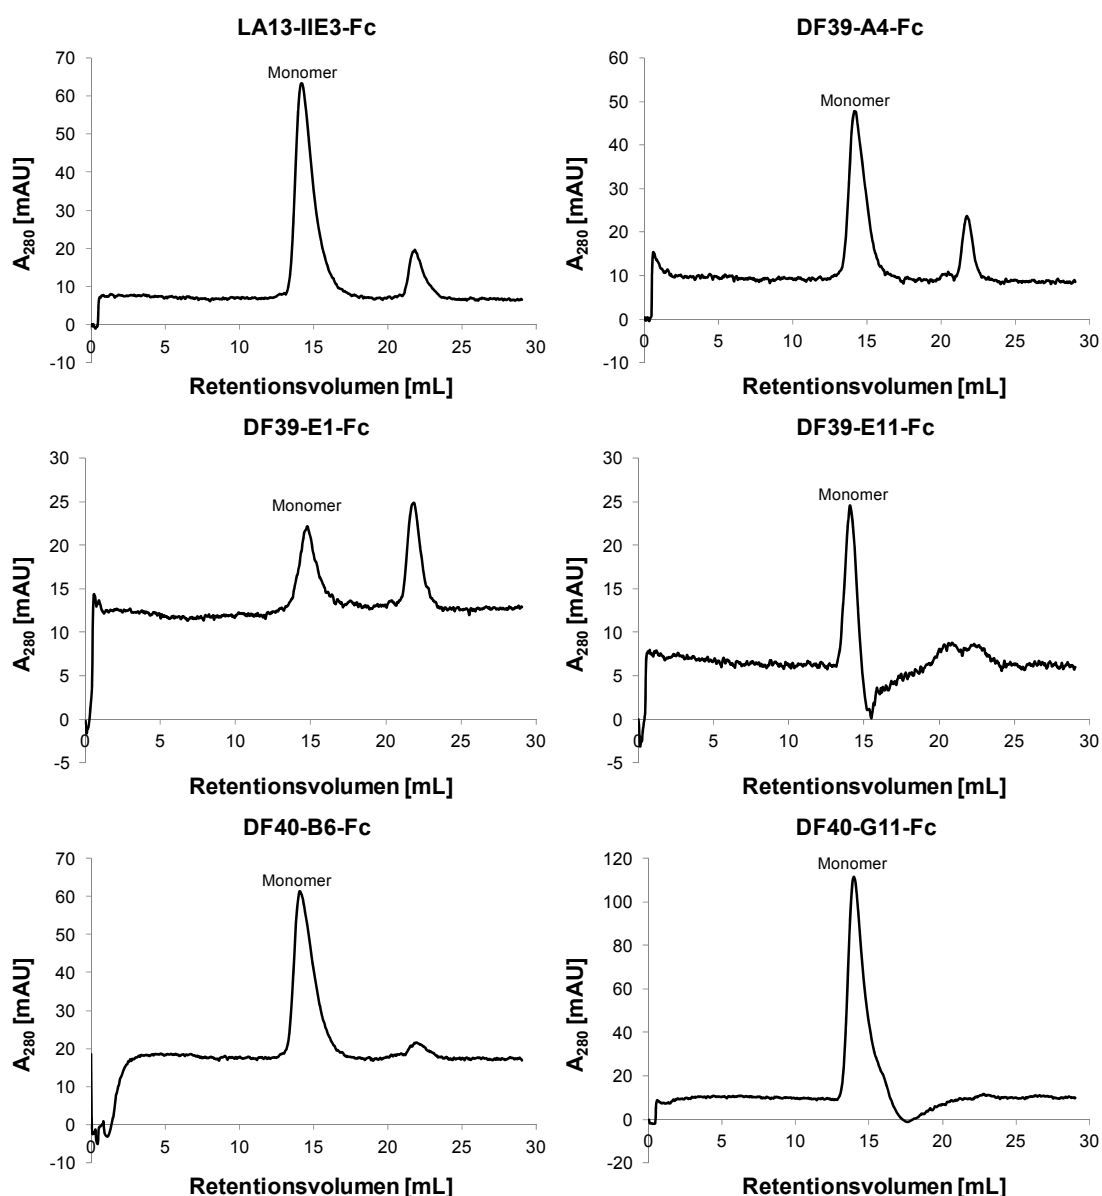 LA13-IIE3-Fc
Monomer
A280 [mAU]
70
60
50
40
30
20
10
0
-10
0 5 10 15 20 25 30
Retentionsvolumen [mL]
DF39-A4-Fc
Monomer
A280 [mAU]
60
50
40
30
20
10
0
-10
0 5 10 15 20 25 30
Retentionsvolumen [mL]
DF39-E1-Fc
Monomer
A280 [mAU]
30
25
20
15
10
5
0
-5
0 5 10 15 20 25 30
Retentionsvolumen [mL]
DF39-E11-Fc
Monomer
A280 [mAU]
30
25
20
15
10
5
0
-5
0 5 10 15 20 25 30
Retentionsvolumen [mL]
DF40-B6-Fc
Monomer
A280 [mAU]
70
60
50
40
30
20
10
0
-10
0 5 10 15 20 25 30
Retentionsvolumen [mL]
DF40-G11-Fc
Monomer
A280 [mAU]
120
100
80
60
40
20
0
-20
0 5 10 15 20 25 30
Retentionsvolumen [mL]